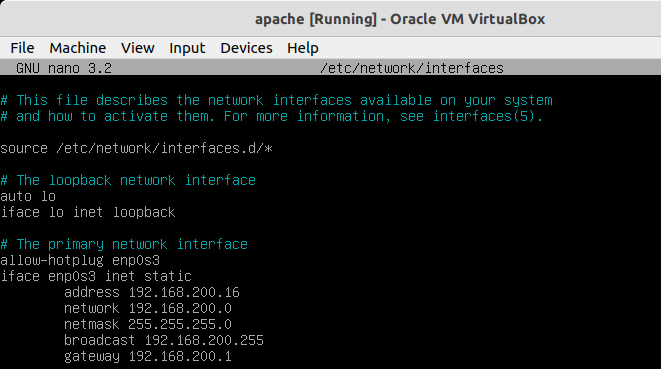 apache [Running] - Oracle VM VirtualBox
File Machine View Input Devices Help
GNU nano 3.2 /etc/network/interfaces
# This file describes the network interfaces available on your system
# and how to activate them. For more information, see interfaces(5).
source /etc/network/interfaces.d/*
# The loopback network interface
auto lo
iface lo inet loopback
# The primary network interface
allow-hotplug enp0s3
iface enp0s3 inet static
address 192.168.200.16
network 192.168.200.0
netmask 255.255.255.0
broadcast 192.168.200.255
gateway 192.168.200.1